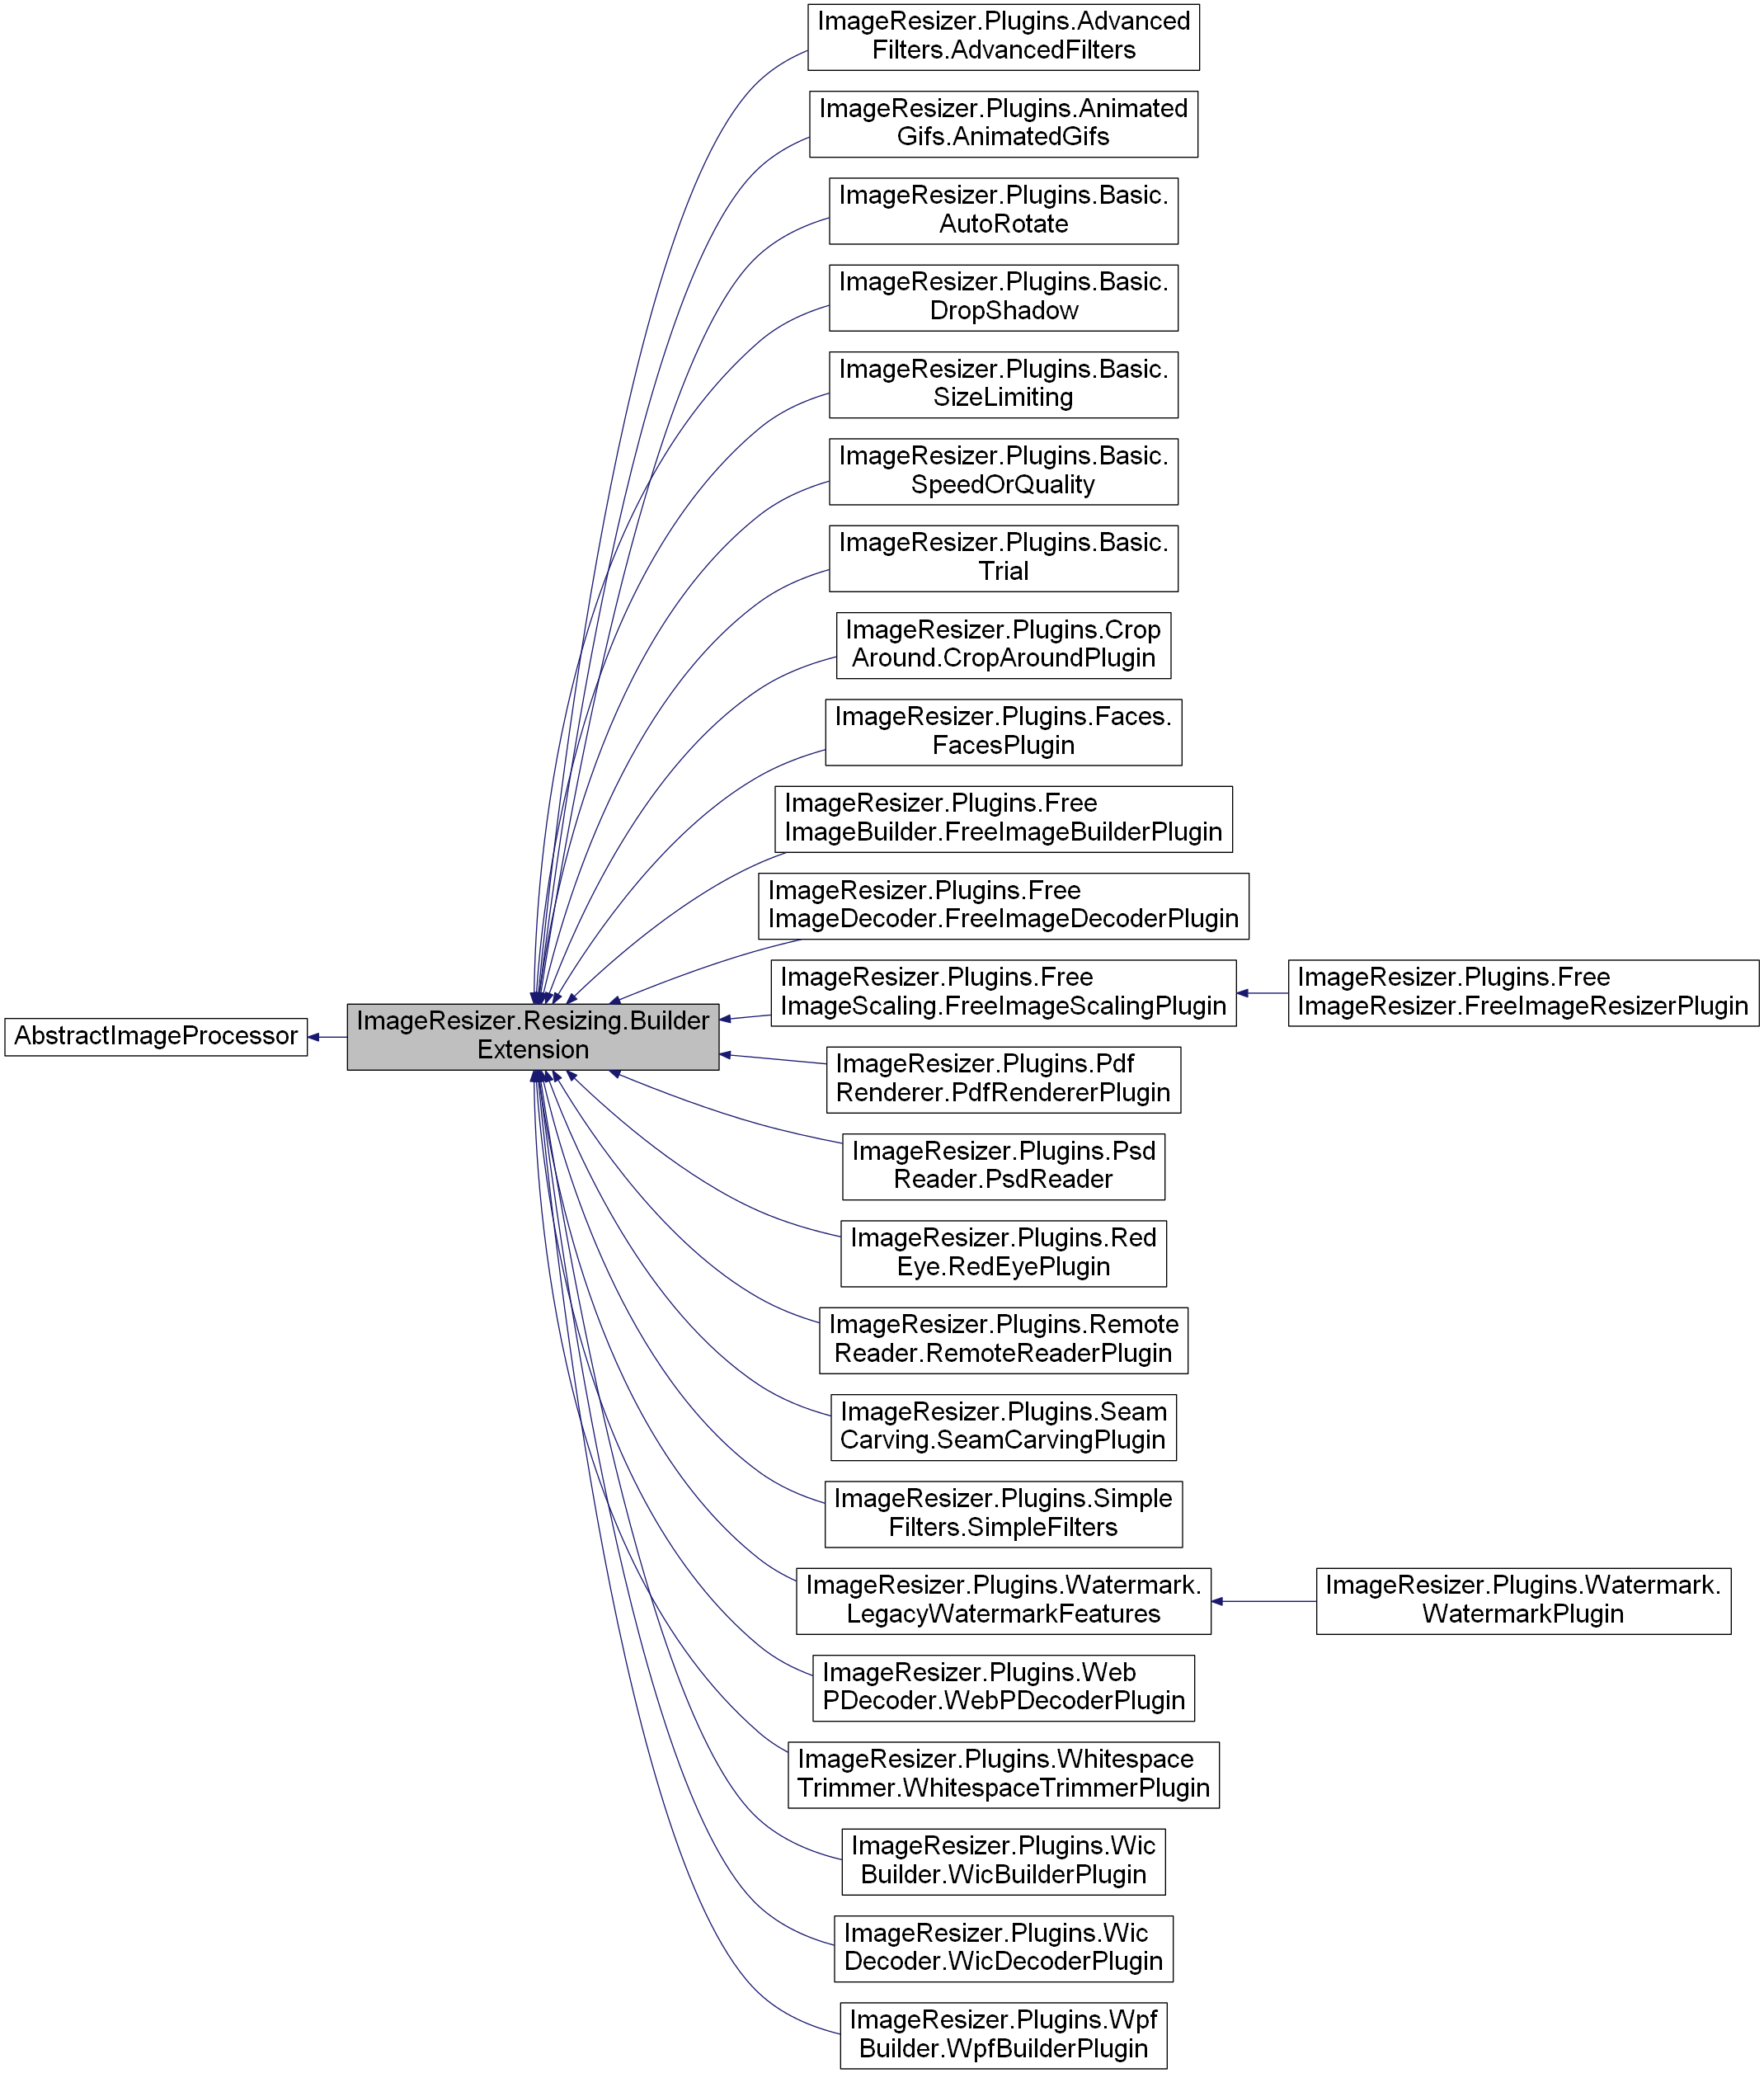 ImageResizer.Plugins.Advanced
Filters.AdvancedFilters
ImageResizer.Plugins.Animated
Gifs.AnimatedGifs
ImageResizer.Plugins.Basic.
AutoRotate
ImageResizer.Plugins.Basic.
DropShadow
ImageResizer.Plugins.Basic.
SizeLimiting
ImageResizer.Plugins.Basic.
SpeedOrQuality
ImageResizer.Plugins.Basic.
Trial
ImageResizer.Plugins.Crop
Around.CropAroundPlugin
ImageResizer.Plugins.Faces.
FacesPlugin
ImageResizer.Plugins.Free
ImageBuilder.FreeImageBuilderPlugin
ImageResizer.Plugins.Free
ImageDecoder.FreeImageDecoderPlugin
ImageResizer.Plugins.Free
ImageScaling.FreeImageScalingPlugin
ImageResizer.Plugins.Free
ImageResizer.FreeImageResizerPlugin
AbstractImageProcessor
ImageResizer.Resizing.Builder
Extension
ImageResizer.Plugins.Pdf
Renderer.PdfRendererPlugin
ImageResizer.Plugins.Psd
Reader.PsdReader
ImageResizer.Plugins.Red
Eye.RedEyePlugin
ImageResizer.Plugins.Remote
Reader.RemoteReaderPlugin
ImageResizer.Plugins.Seam
Carving.SeamCarvingPlugin
ImageResizer.Plugins.Simple
Filters.SimpleFilters
ImageResizer.Plugins.Watermark.
LegacyWatermarkFeatures
ImageResizer.Plugins.Watermark.
WatermarkPlugin
ImageResizer.Plugins.Web
PDecoder.WebPDecoderPlugin
ImageResizer.Plugins.Whitespace
Trimmer.WhitespaceTrimmerPlugin
ImageResizer.Plugins.Wic
Builder.WicBuilderPlugin
ImageResizer.Plugins.Wic
Decoder.WicDecoderPlugin
ImageResizer.Plugins.Wpf
Builder.WpfBuilderPlugin